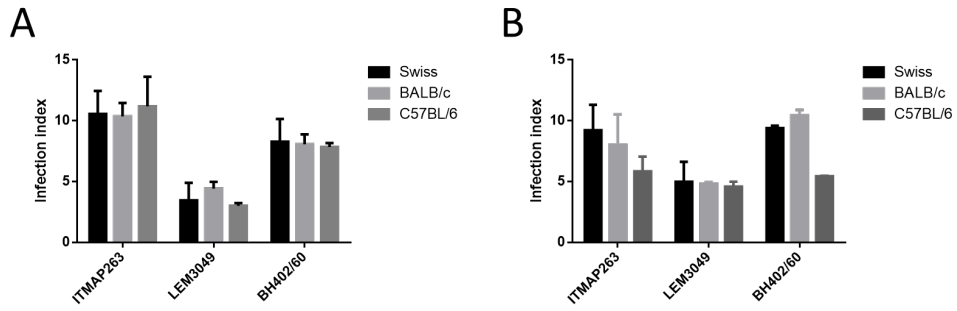 A
Infection index
15
10
5
0
ITMAP263
LEM3049
BH402/60
Swiss
BALB/c
C57BL/6
B
Infection index
15
10
5
0
ITMAP263
LEM3049
BH402/60
Swiss
BALB/c
C57BL/6